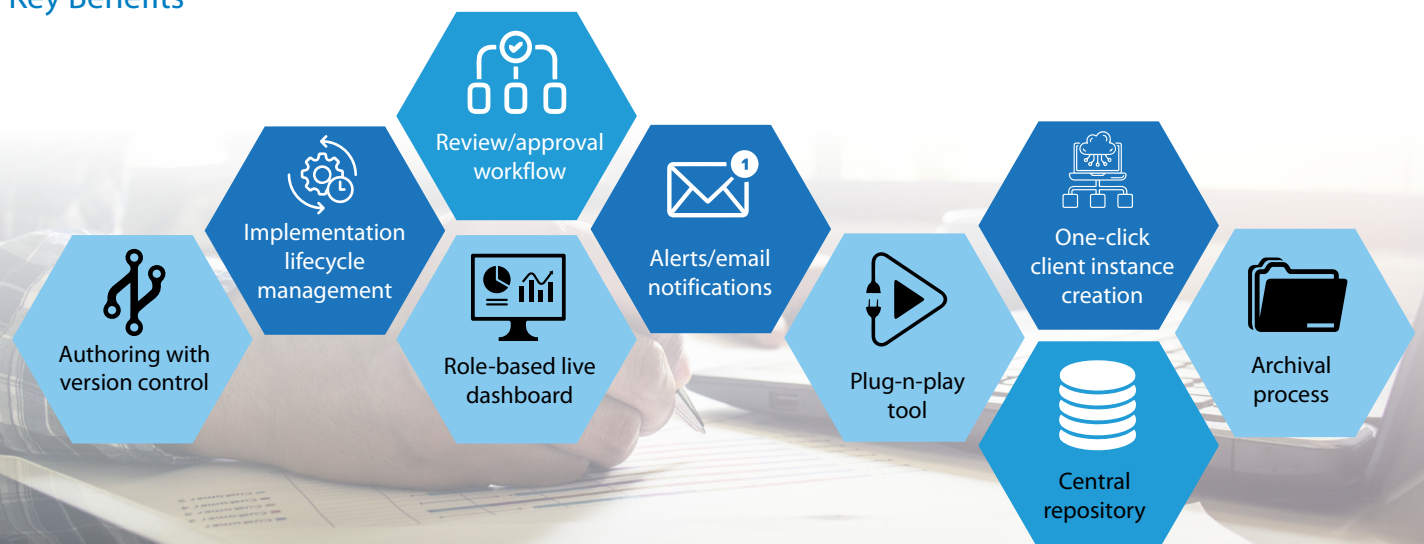 Key Benefits
Review/approval
workflow
Implementation
lifecycle
management
Alerts/email
notifications
1
One-click
client instance
creation
Authoring with
version control
Role-based live
dashboard
Plug-n-play
tool
Archival
process
Central
repository